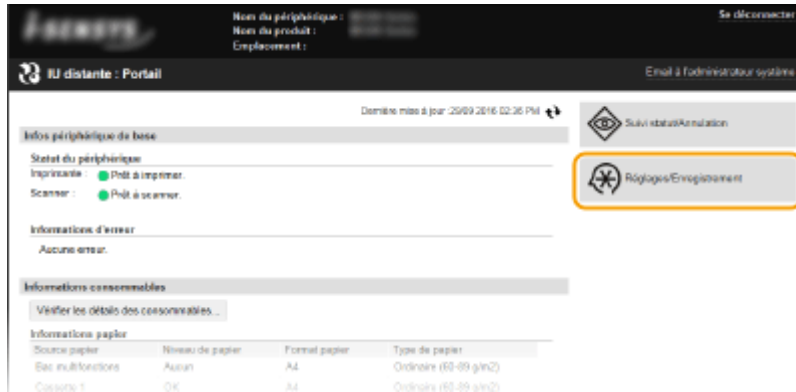 i-SENSYS
Nom du périphérique :
Nom du produit :
Emplacement :
Se déconnecter
IU distante : Portail
Email à l'administrateur système
Dernière mise à jour :29/09 2016 02:36 PM
Infos périphérique de base
Statut du périphérique
Imprimante : Prêt à imprimer.
Scanner : Prêt à scanner.
Informations d'erreur
Aucune erreur.
Informations consommables
Vérifier les détails des consommables...
Informations papier
Source papier Niveau de papier Format papier Type de papier
Bac multifonctions Aucun A4 Ordinaire (60-89 g/m2)
Cassette 1 OK A4 Ordinaire (60-89 g/m2)
Suivi statut/Annulation
Réglages/Enregistrement